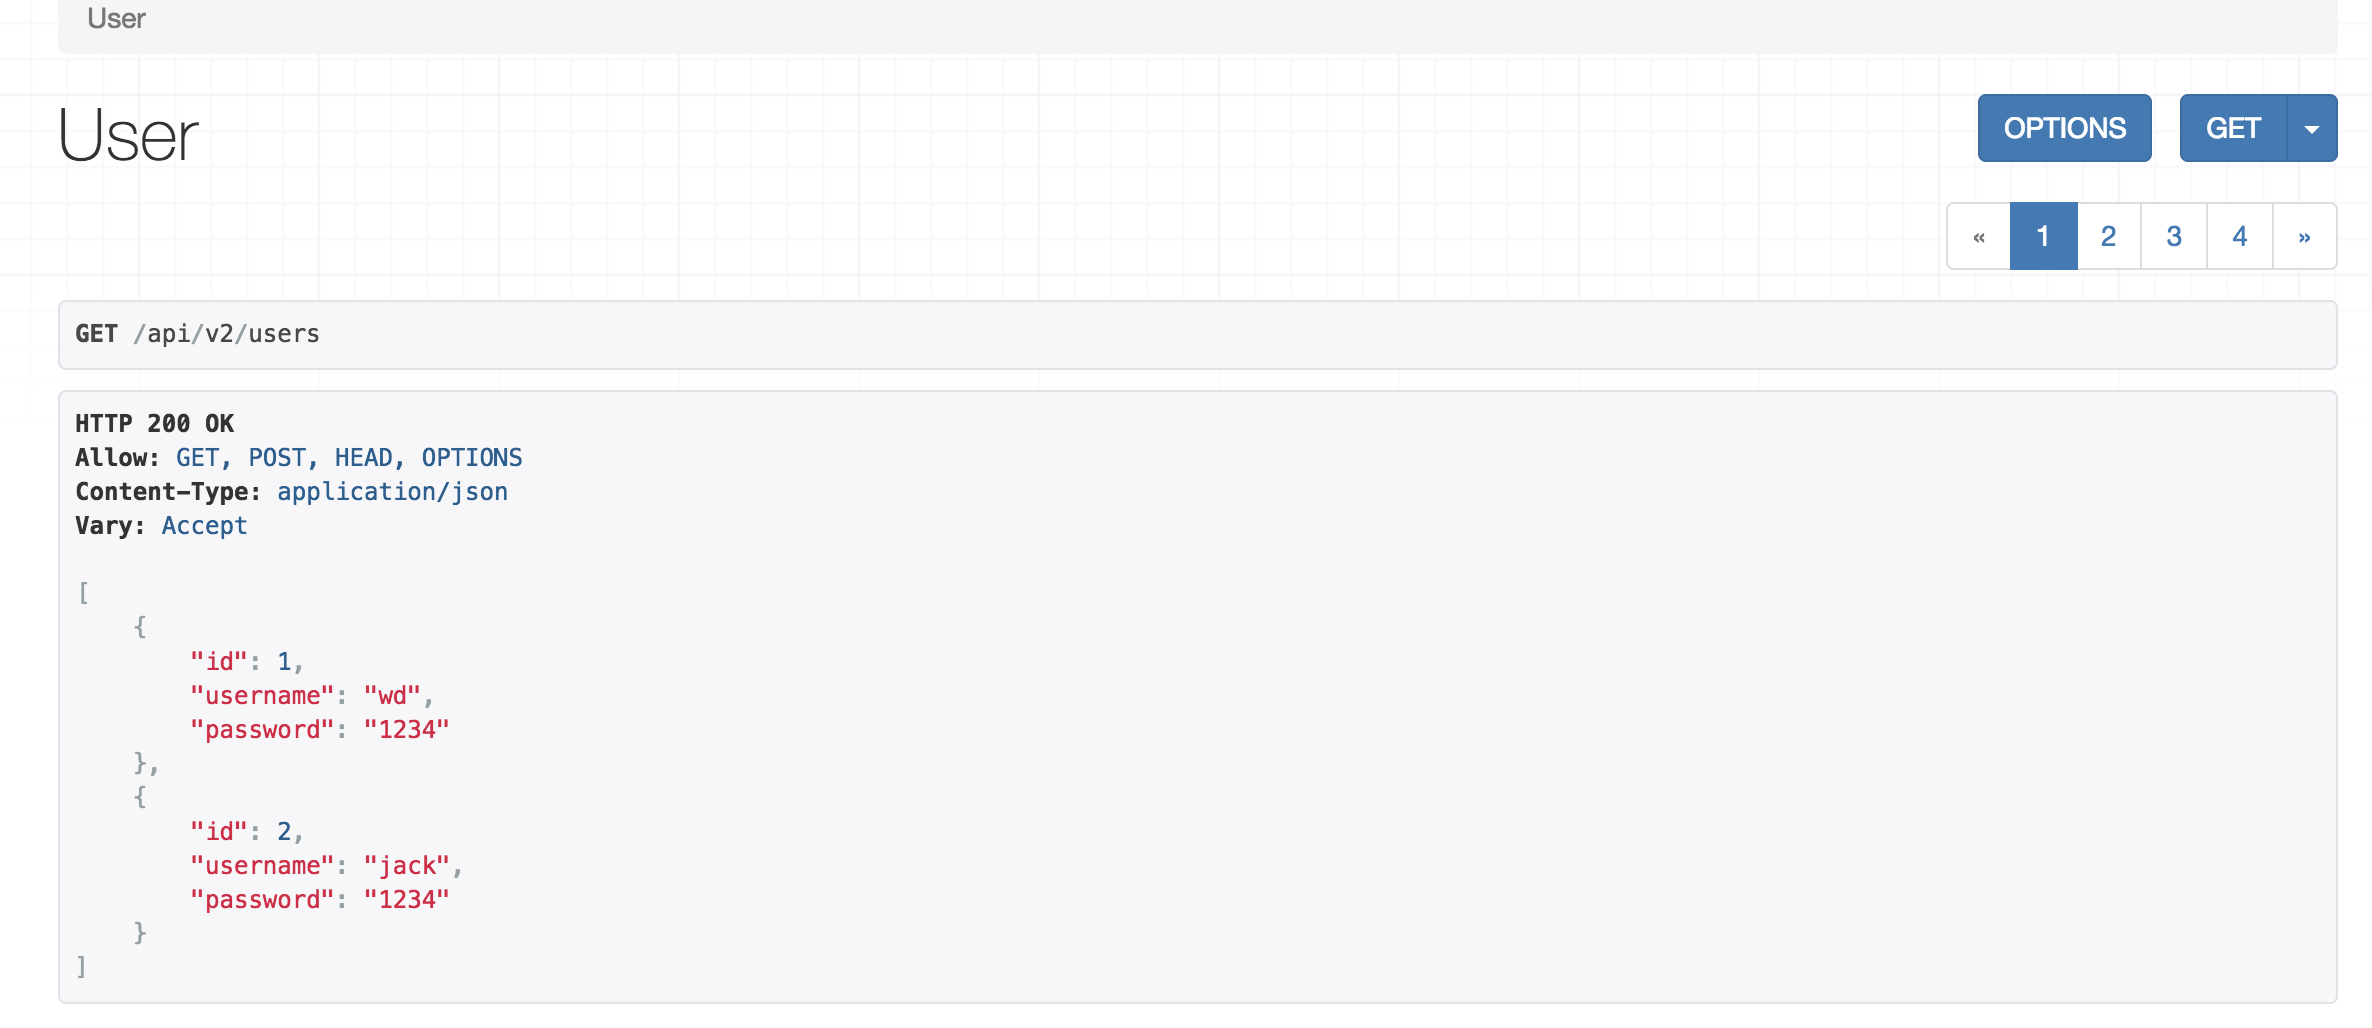 User
User
OPTIONS GET
« 1 2 3 4 »
GET /api/v2/users
HTTP 200 OK
Allow: GET, POST, HEAD, OPTIONS
Content-Type: application/json
Vary: Accept
[
    {
        "id": 1,
        "username": "wd",
        "password": "1234"
    },
    {
        "id": 2,
        "username": "jack",
        "password": "1234"
    }
]